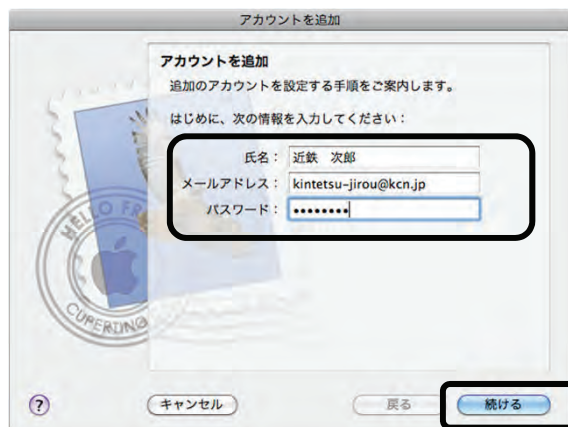 アカウントを追加
アカウントを追加
追加のアカウントを設定する手順をご案内します。
はじめに、次の情報を入力してください：
氏名： 近鉄　次郎
メールアドレス： kintetsu-jirou@kcn.jp
パスワード： ••••••••
HELLO FR
CUPERTINO
? キャンセル 戻る 続ける